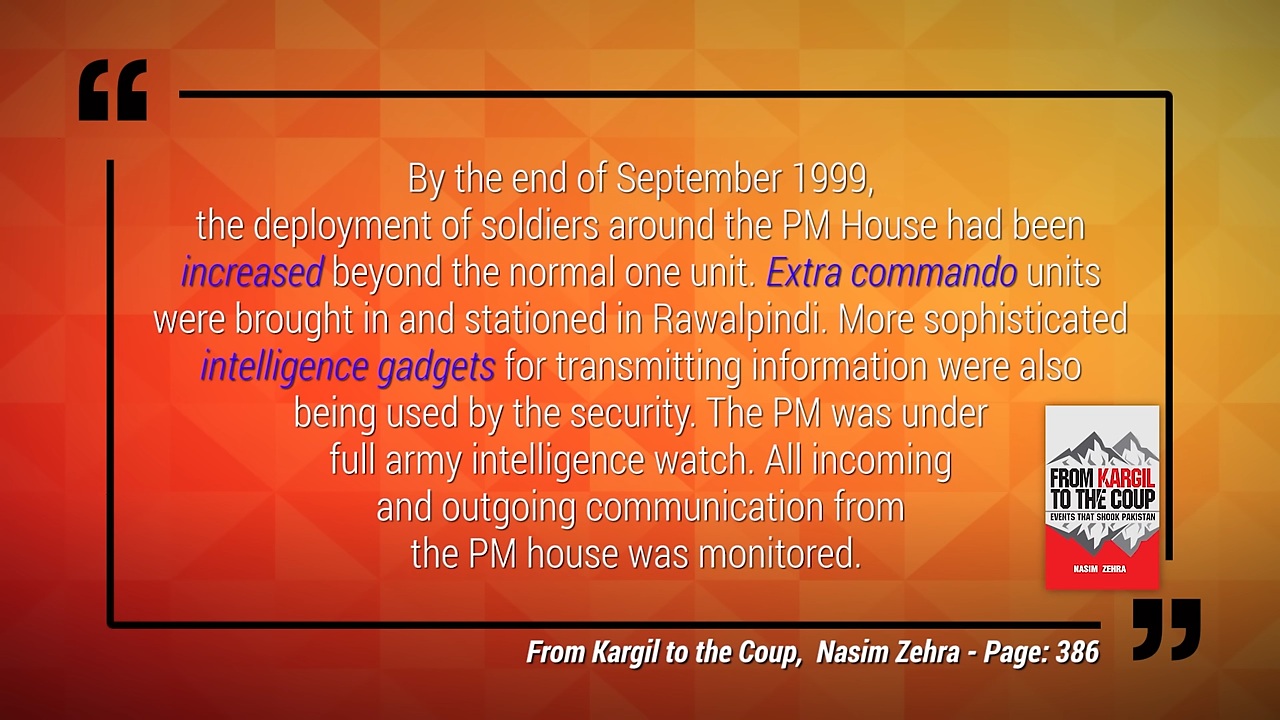 By the end of September 1999,
the deployment of soldiers around the PM House had been
increased beyond the normal one unit. Extra commando units
were brought in and stationed in Rawalpindi. More sophisticated
intelligence gadgets for transmitting information were also
being used by the security. The PM was under
full army intelligence watch. All incoming
and outgoing communication from
the PM house was monitored.
FROM KARGIL
TO THE COUP
EVENTS THAT SHOOK PAKISTAN
NASIM ZEHRA
From Kargil to the Coup, Nasim Zehra - Page: 386